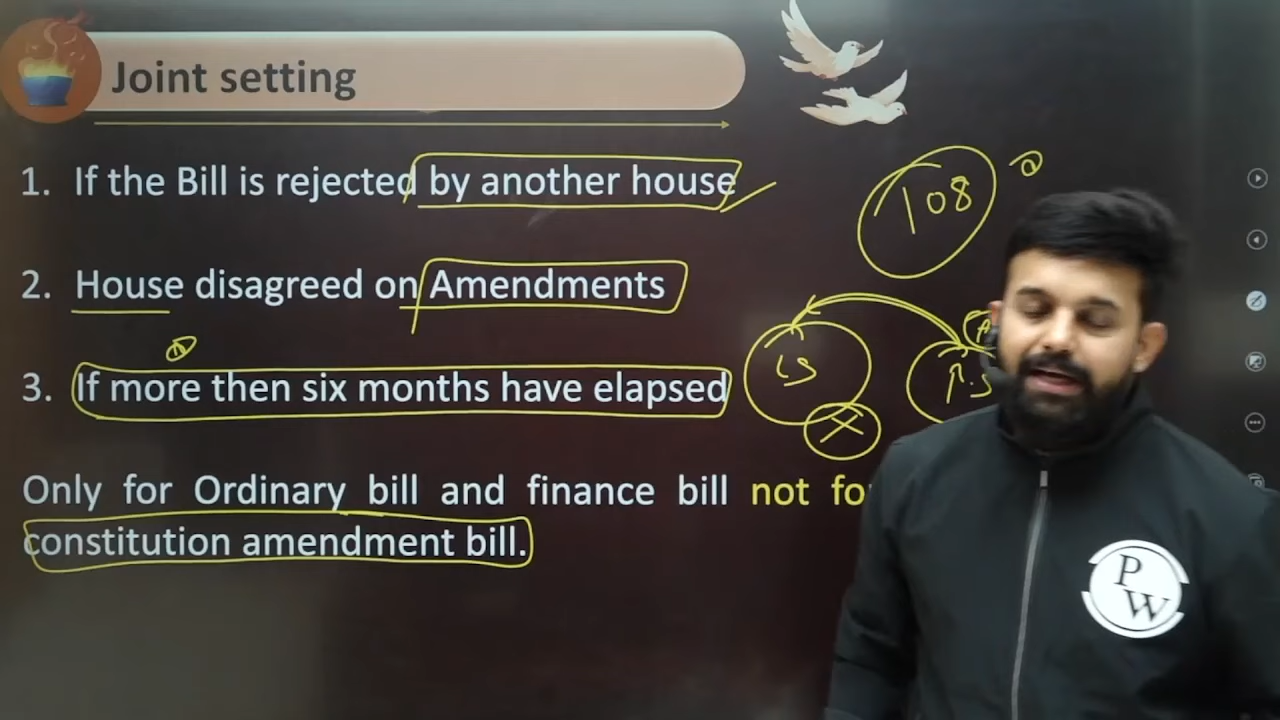 Joint setting
1. If the Bill is rejected by another house
108
2. House disagreed on Amendments
LS
3. If more then six months have elapsed
Only for Ordinary bill and finance bill not
constitution amendment bill.
PW